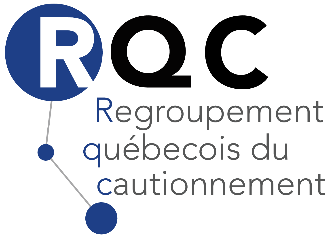 RQC
Regroupement
québecois du
cautionnement